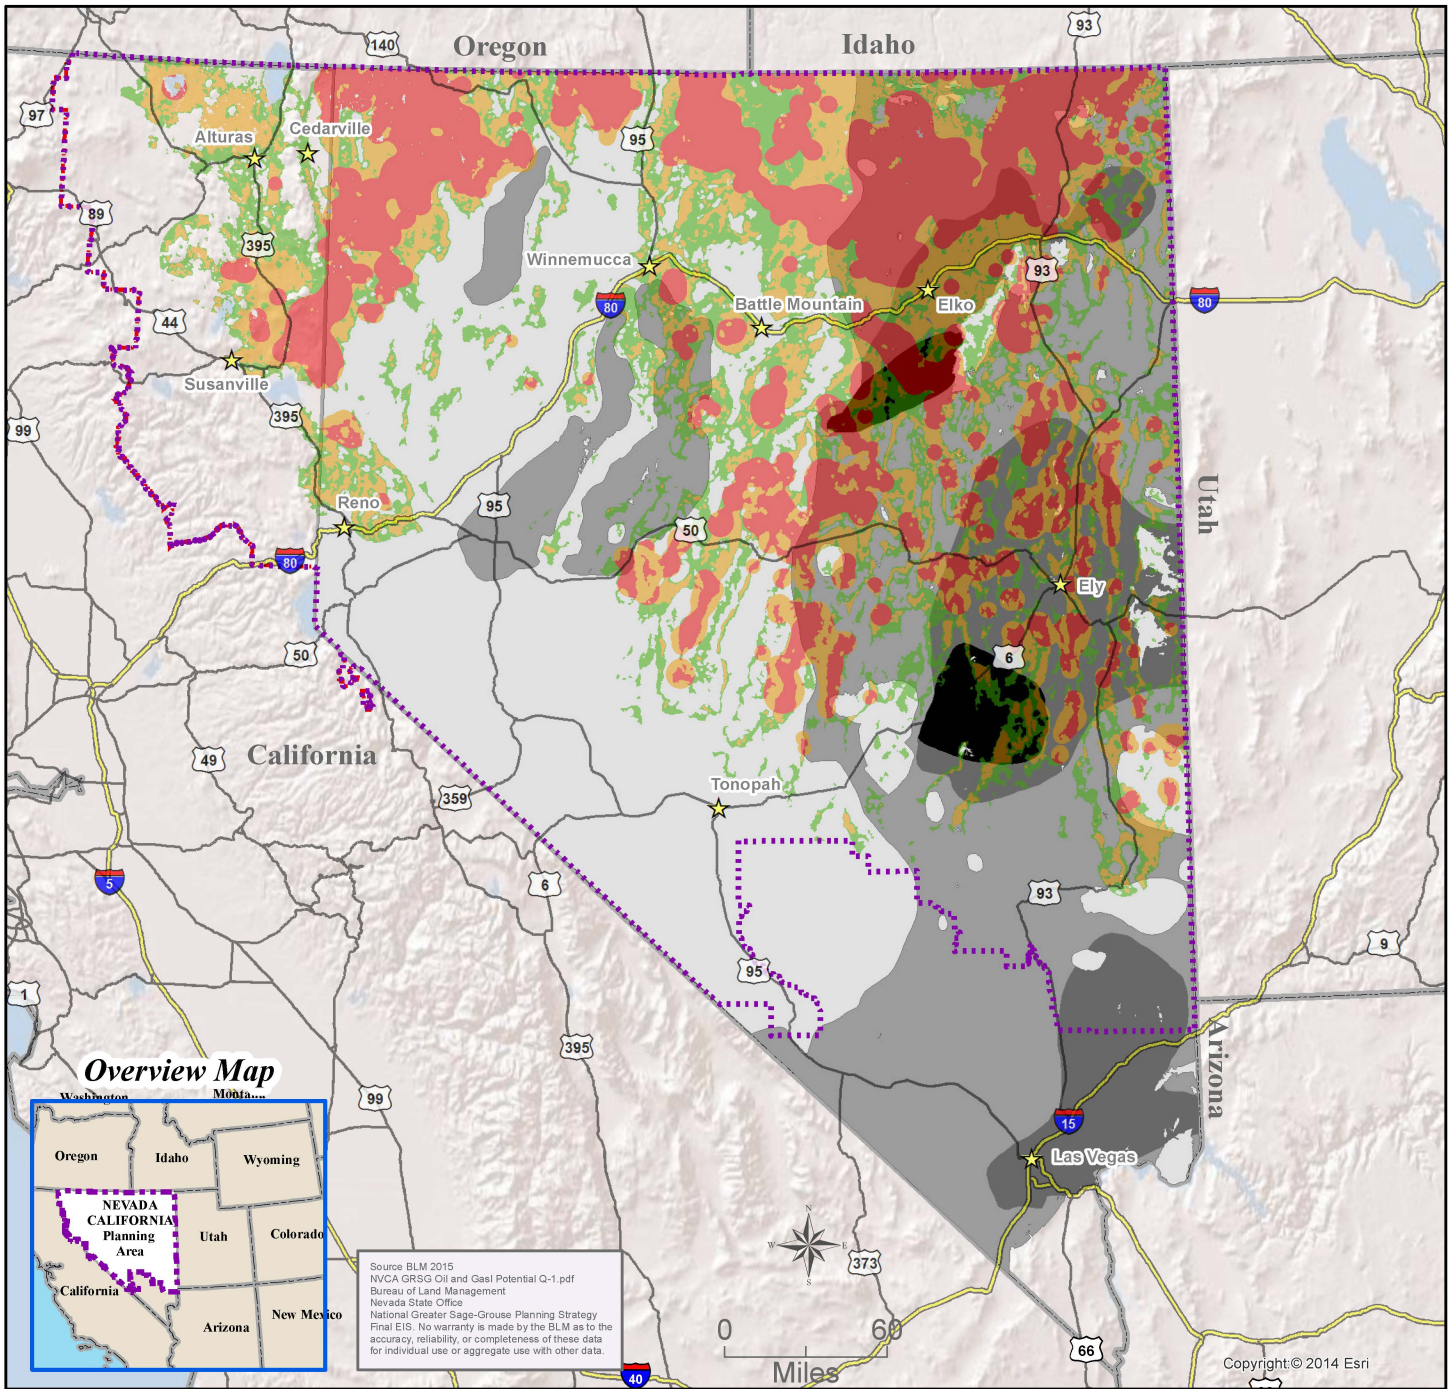 93
140
Oregon
Idaho
97
95
Alturas
Cedarville
89
395
Winnemucca
93
80
Battle Mountain
Elko
80
44
Susanville
395
99
Reno
95
50
Utah
80
Ely
50
6
California
49
Tonopah
359
5
6
93
9
95
1
Arizona
395
Overview Map
99
15
Las Vegas
Washington
Oregon
Idaho
Wyoming
NEVADA
CALIFORNIA
Planning
Area
Utah
Colorado
California
Arizona
New Mexico
373
Source BLM 2015
NVCA GRSG Oil and Gasl Potential Q-1.pdf
Bureau of Land Management
Nevada State Office
National Greater Sage-Grouse Planning Strategy
Final EIS. No warranty is made by the BLM as to the
accuracy, reliability, or completeness of these data
for individual use or aggregate use with other data.
N
W
E
S
0
60
Miles
66
Copyright:© 2014 Esri
40